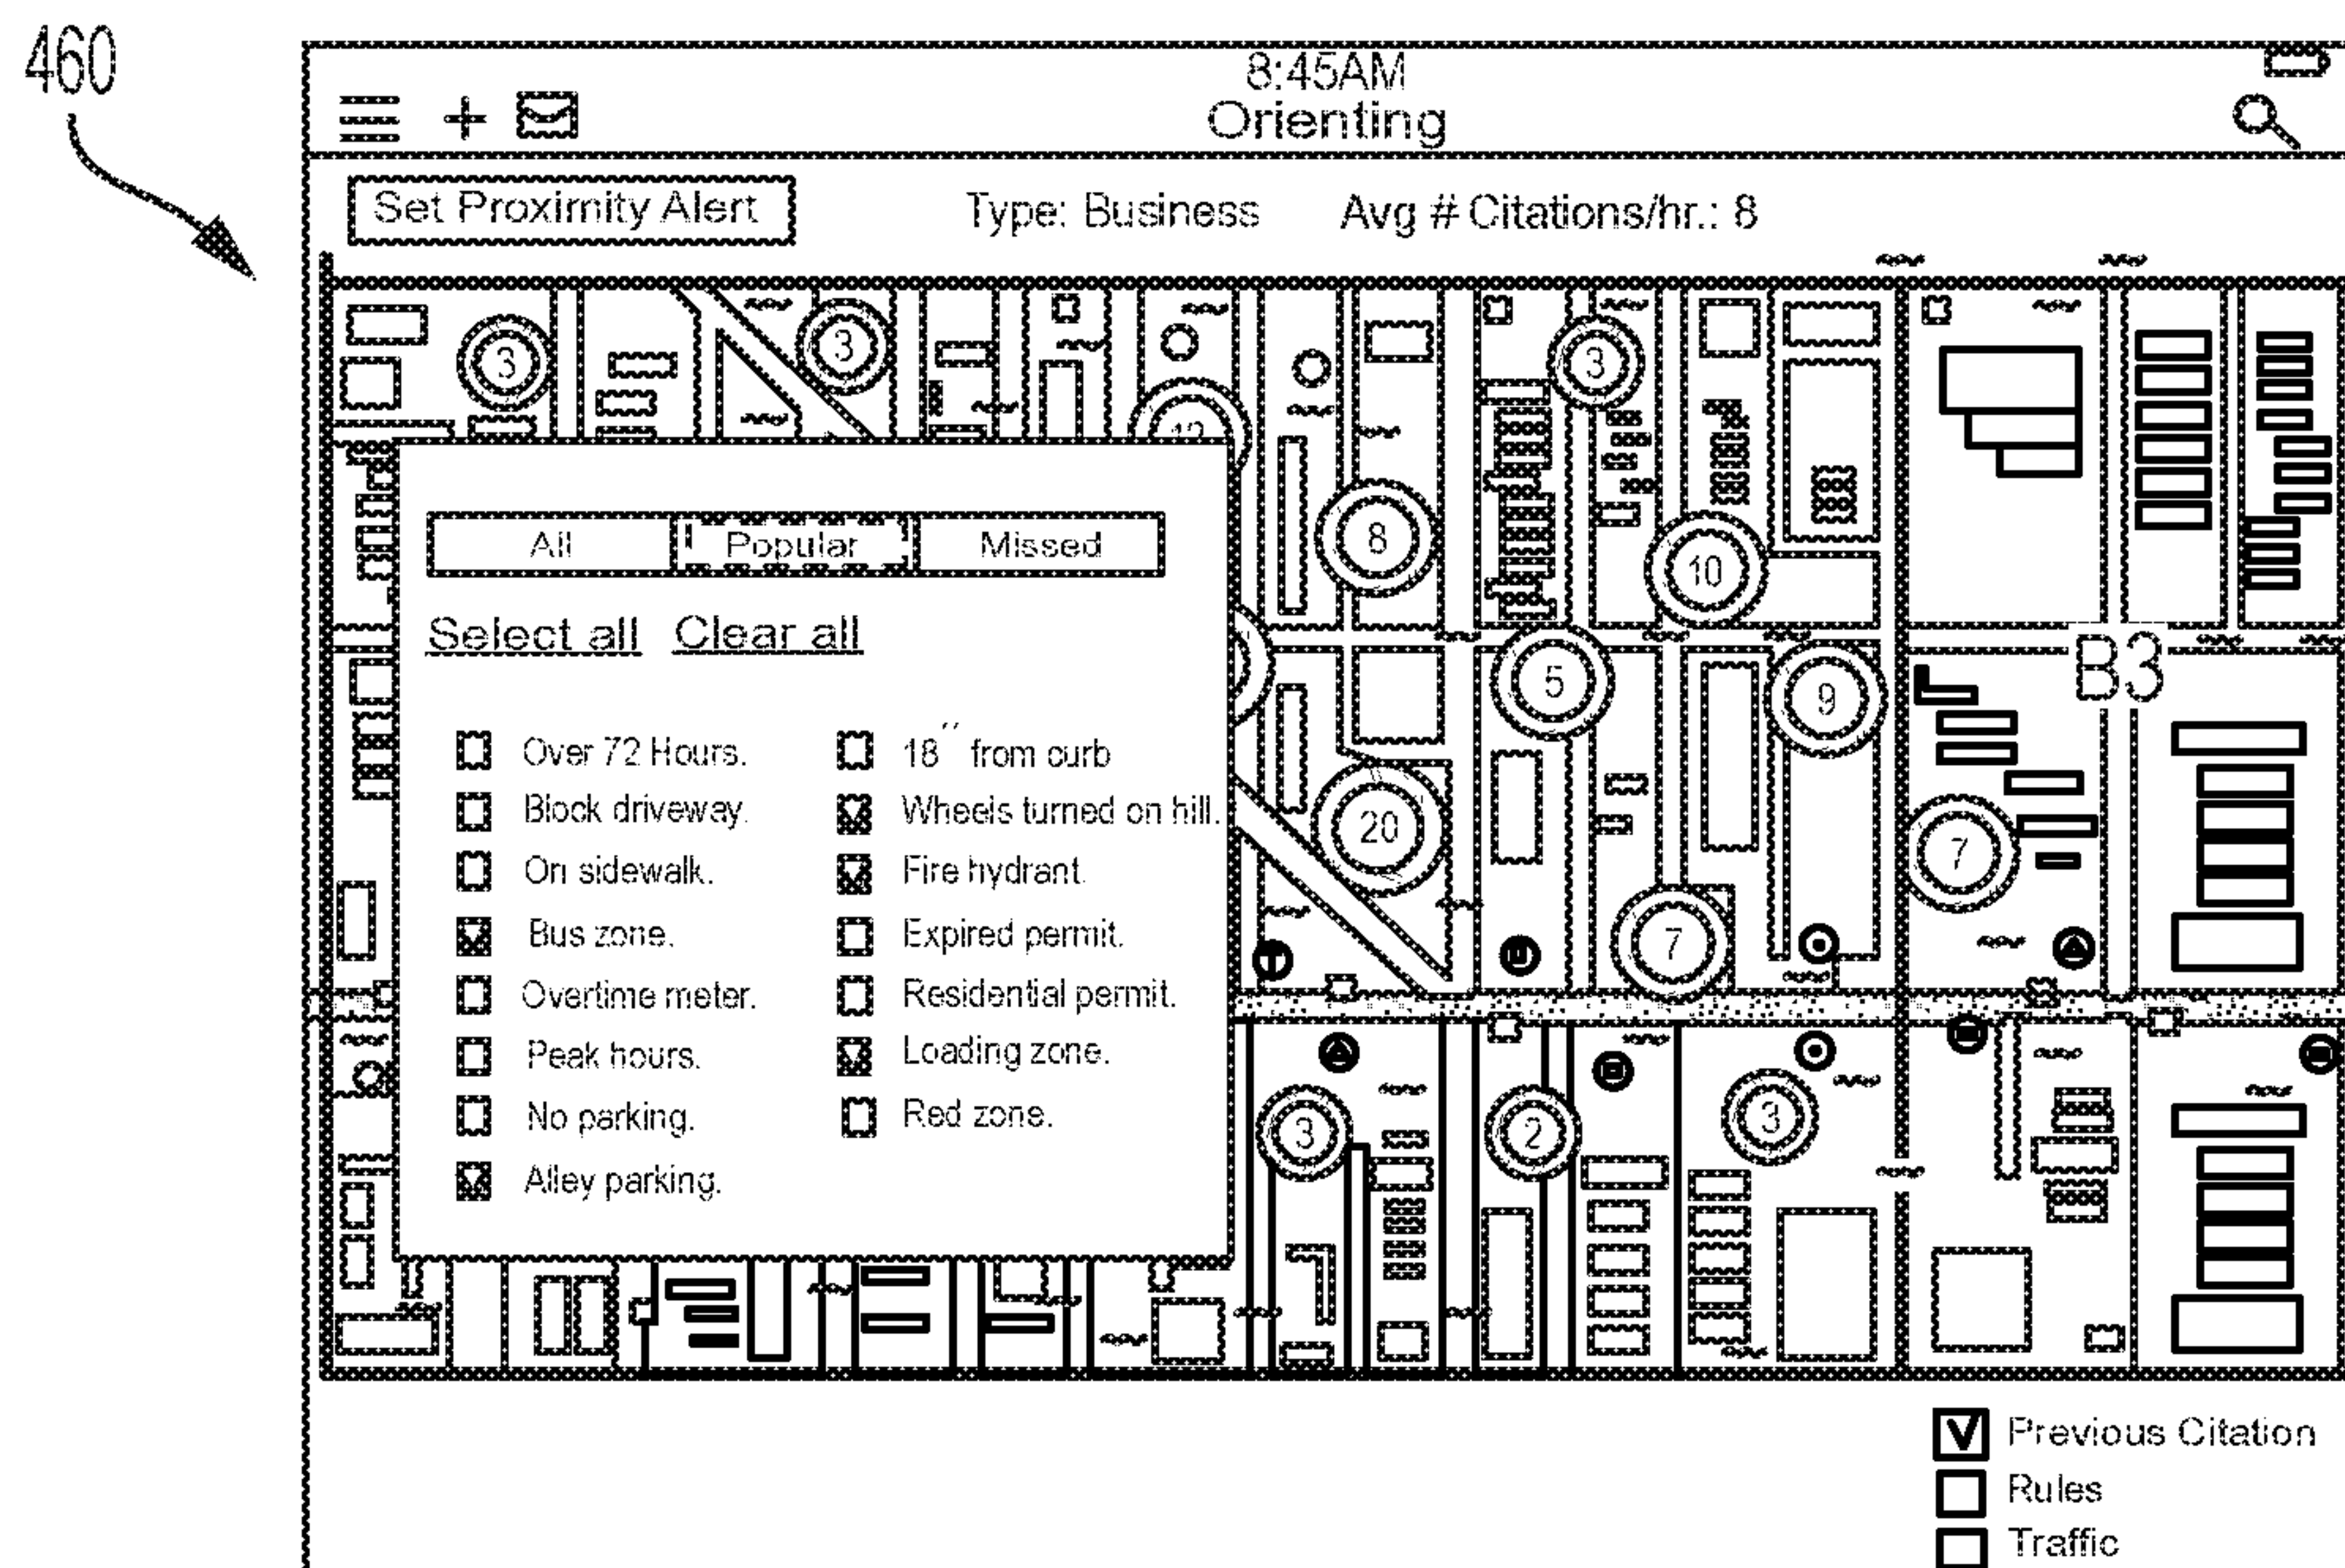 460
8:45AM
Orienting
Set Proximity Alert Type: Business Avg # Citations/hr.: 8
3 3 3
12
8
10
All Popular Missed
Select all Clear all
5 9
B3
Over 72 Hours. 18″ from curb
Block driveway. Wheels turned on hill.
On sidewalk. Fire hydrant.
20 7
Bus zone. Expired permit.
7
Overtime meter. Residential permit.
Peak hours. Loading zone.
No parking. Red zone.
3 2 3
Alley parking.
Previous Citation
Rules
Traffic